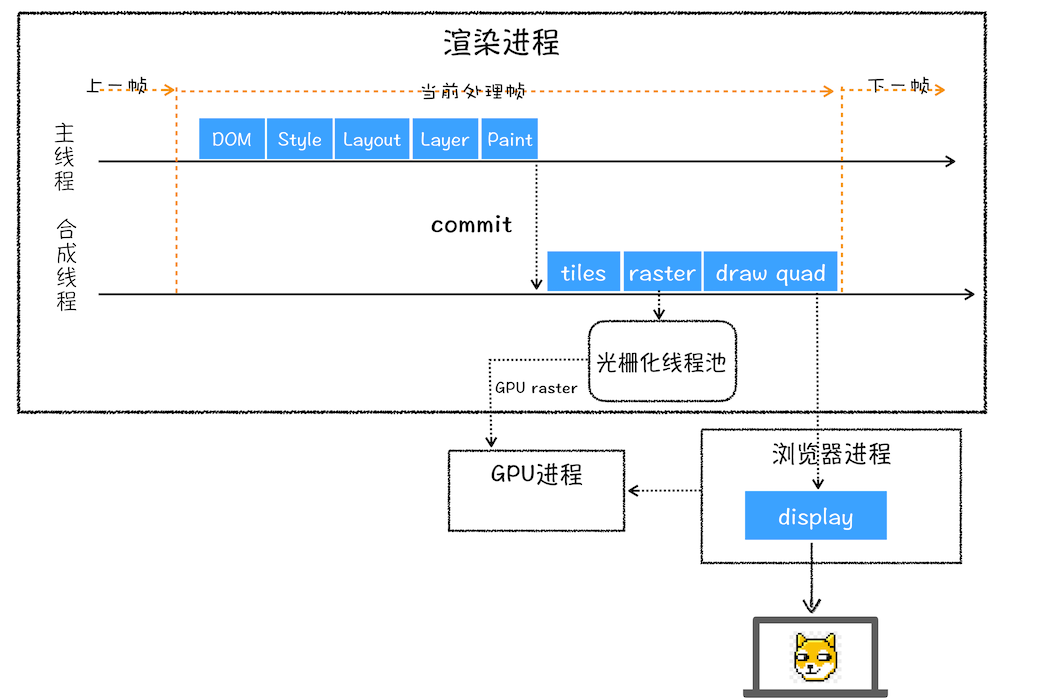 渲染进程
上一帧
当前处理帧
下一帧
主线程
DOM
Style
Layout
Layer
Paint
commit
合成线程
tiles
raster
draw quad
光栅化线程池
GPU raster
GPU进程
浏览器进程
display